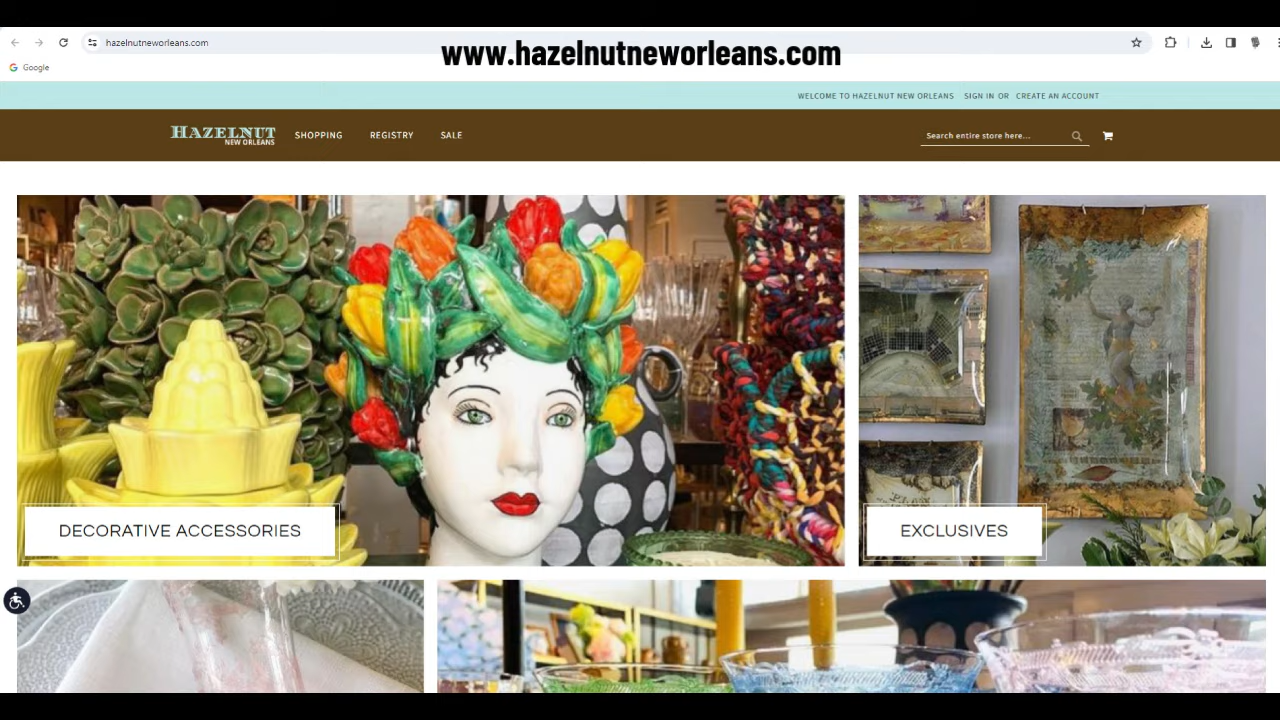 hazelnutneworleans.com
www.hazelnutneworleans.com
Google
WELCOME TO HAZELNUT NEW ORLEANS SIGN IN OR CREATE AN ACCOUNT
HAZELNUT
NEW ORLEANS
SHOPPING REGISTRY SALE
Search entire store here...
DECORATIVE ACCESSORIES
EXCLUSIVES